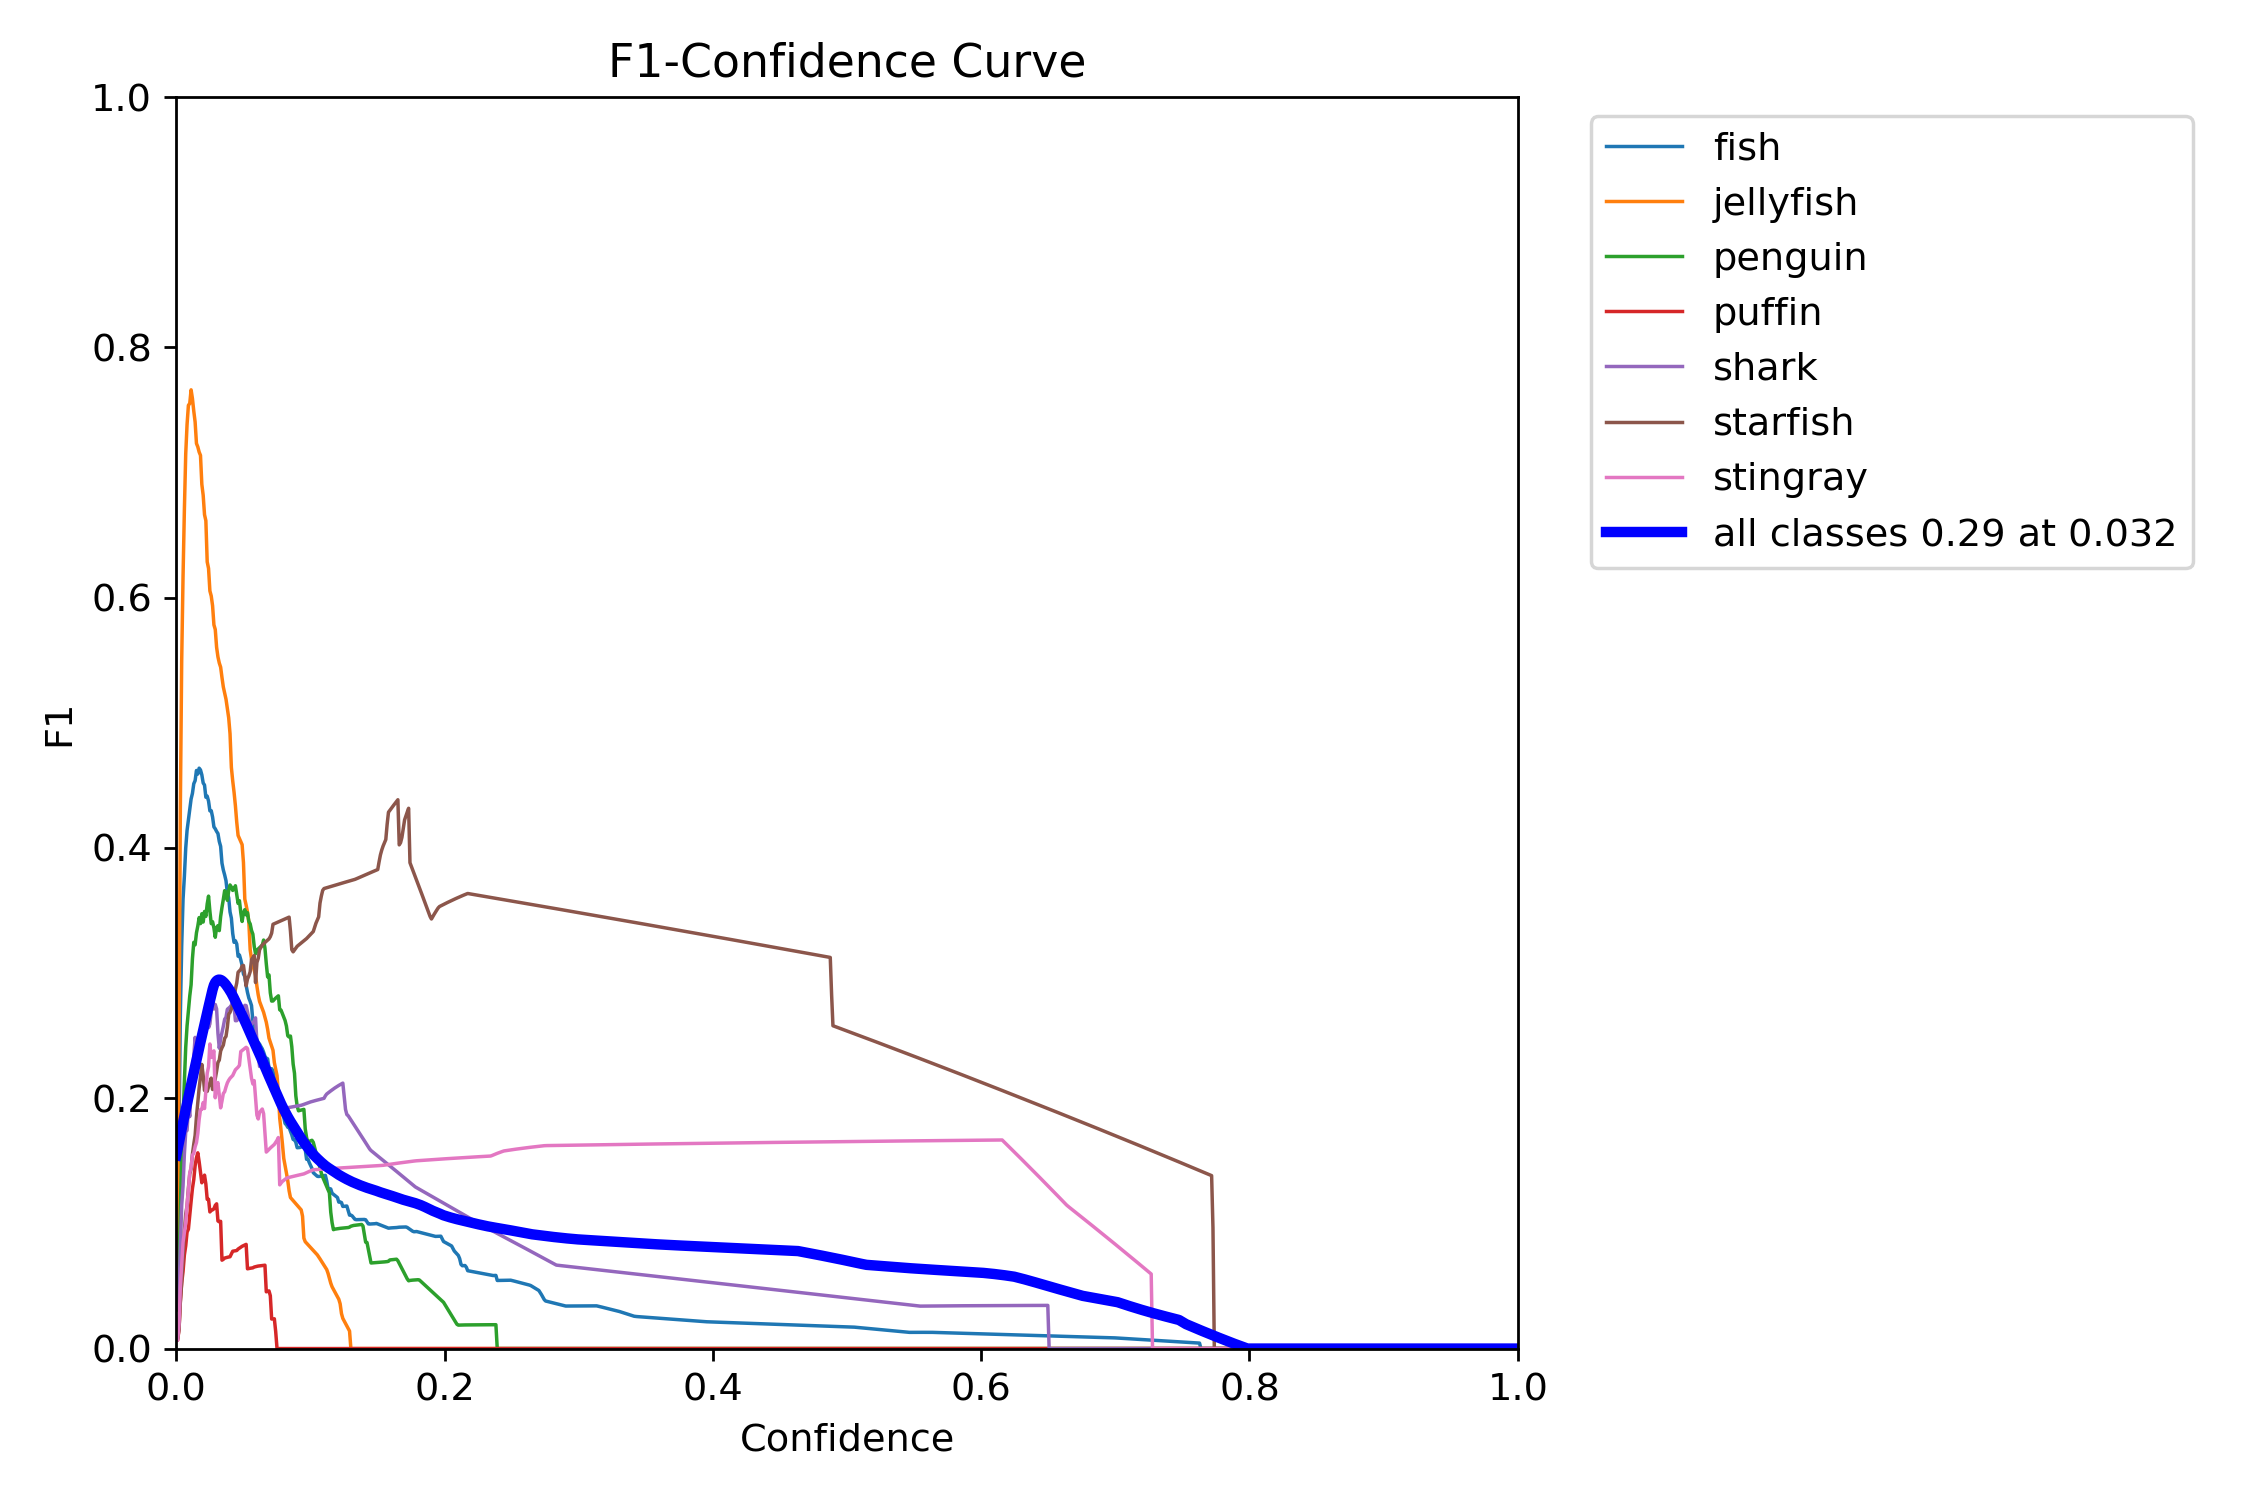 F1-Confidence Curve
1.0
0.8
0.6
0.4
0.2
0.0
F1
0.0 0.2 0.4 0.6 0.8 1.0
Confidence
fish
jellyfish
penguin
puffin
shark
starfish
stingray
all classes 0.29 at 0.032